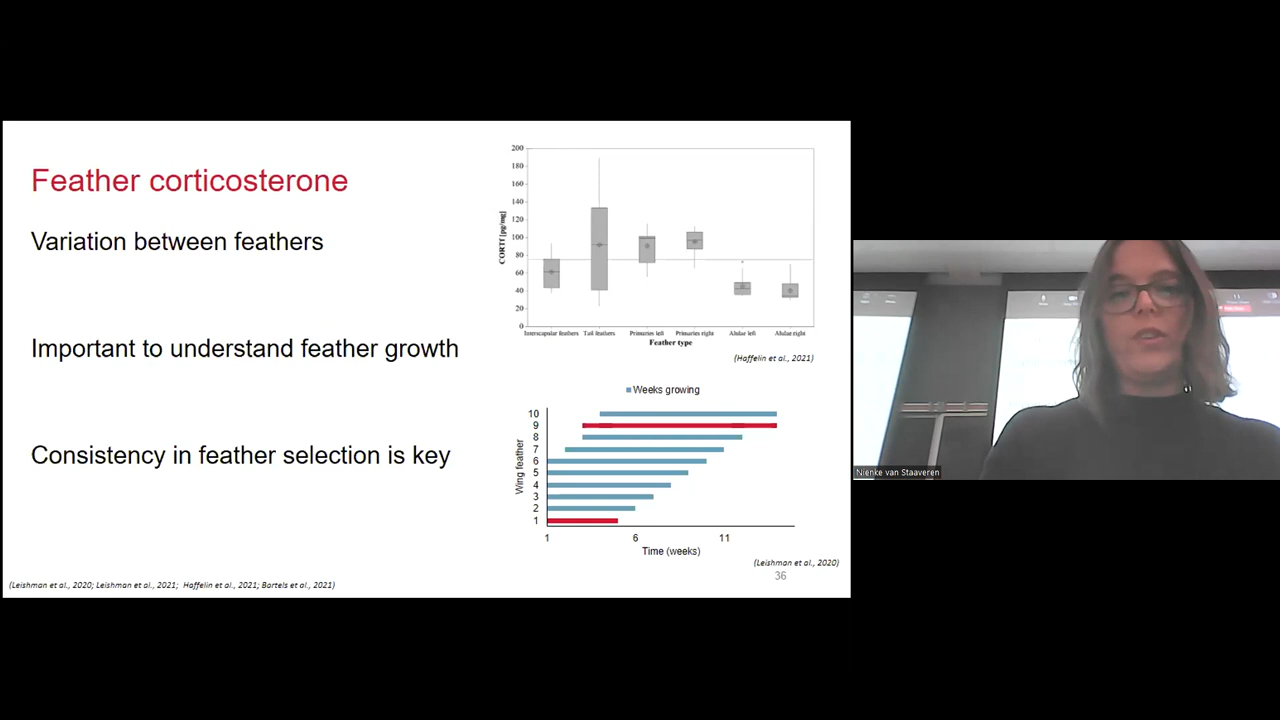 Feather corticosterone
Variation between feathers
Important to understand feather growth
Consistency in feather selection is key
(Leishman et al., 2020; Leishman et al., 2021; Haffelin et al., 2021; Bartels et al., 2021)
200
180
160
140
120
100
80
60
40
20
0
CORT [pg/mg]
Interscapular feathers Tail feathers Primaries left Primaries right Alulae left Alulae right
Feather type
(Haffelin et al., 2021)
Weeks growing
10
9
8
7
6
5
4
3
2
1
Wing feather
1 6 11
Time (weeks)
(Leishman et al., 2020)
36
Nienke van Staaveren